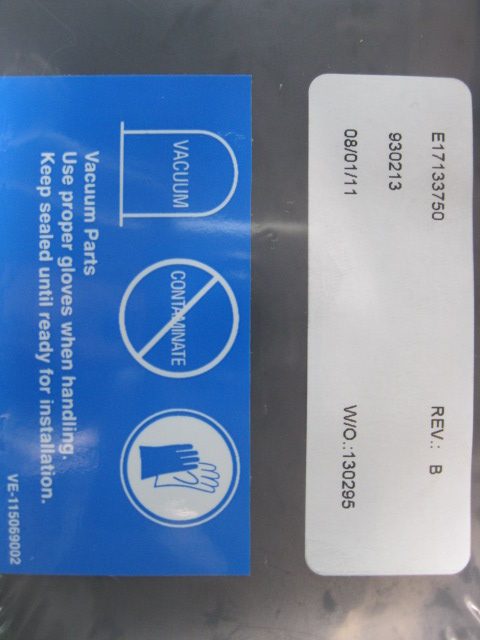 E17133750 REV.: B
930213
08/01/11 W/O.:130295
VACUUM
CONTAMINATE
Vacuum Parts
Use proper gloves when handling.
Keep sealed until ready for installation.
VE-115069002